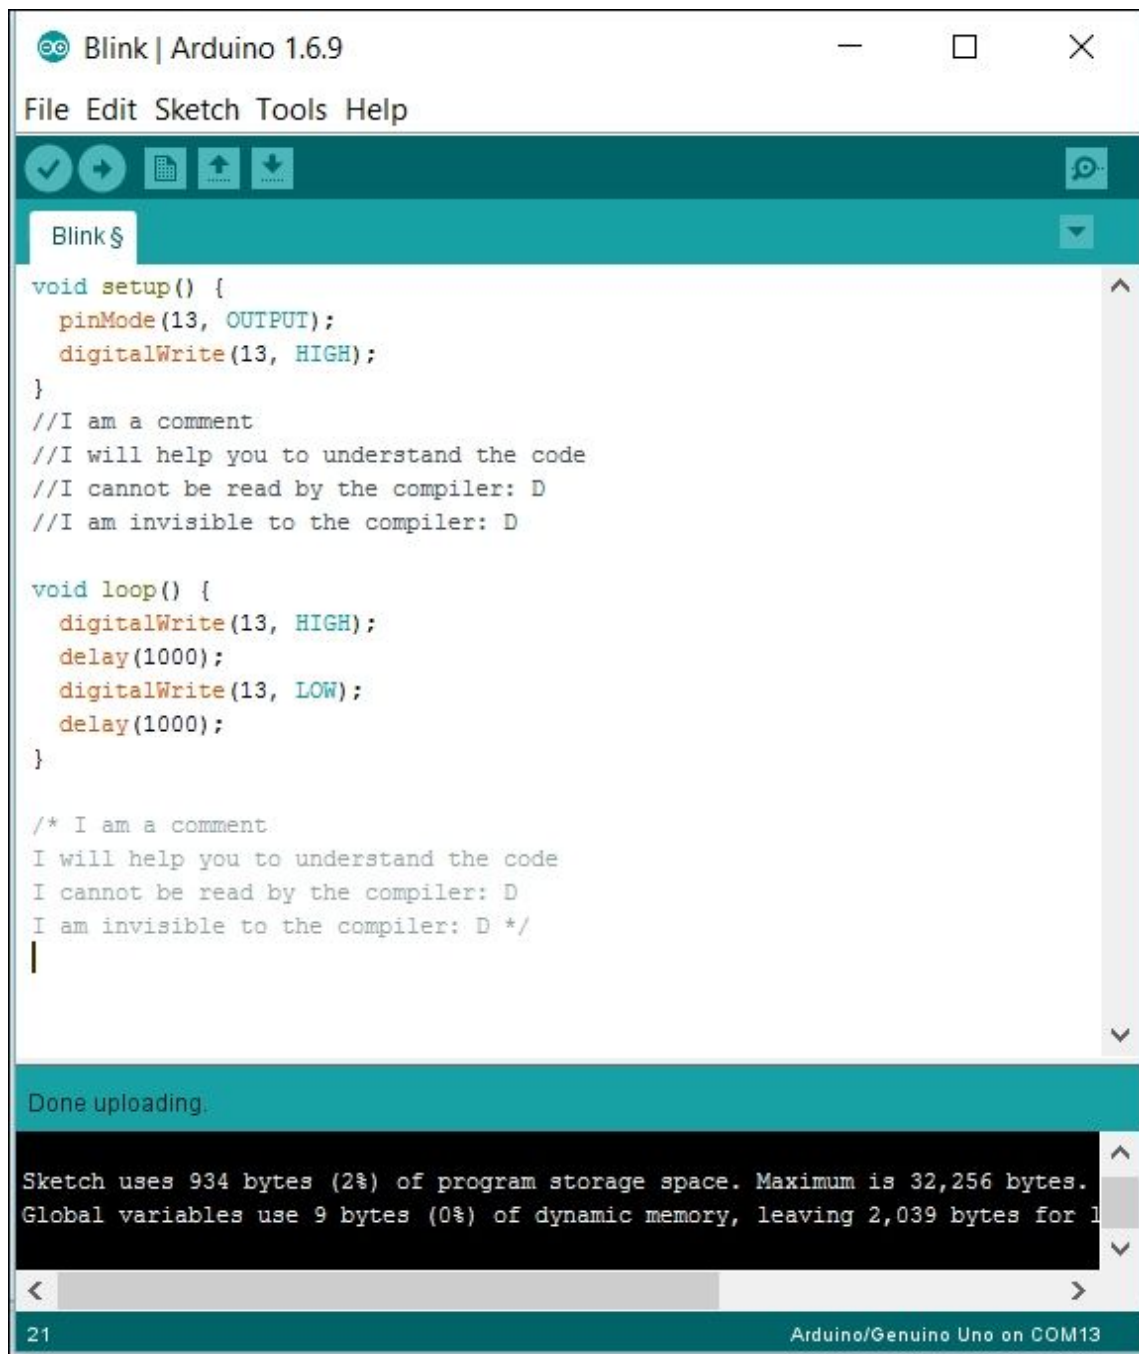 Blink | Arduino 1.6.9
File Edit Sketch Tools Help
Blink §
void setup() {
  pinMode(13, OUTPUT);
  digitalWrite(13, HIGH);
}
//I am a comment
//I will help you to understand the code
//I cannot be read by the compiler: D
//I am invisible to the compiler: D
void loop() {
  digitalWrite(13, HIGH);
  delay(1000);
  digitalWrite(13, LOW);
  delay(1000);
}
/* I am a comment
I will help you to understand the code
I cannot be read by the compiler: D
I am invisible to the compiler: D */
Done uploading.
Sketch uses 934 bytes (2%) of program storage space. Maximum is 32,256 bytes.
Global variables use 9 bytes (0%) of dynamic memory, leaving 2,039 bytes for l
21 Arduino/Genuino Uno on COM13